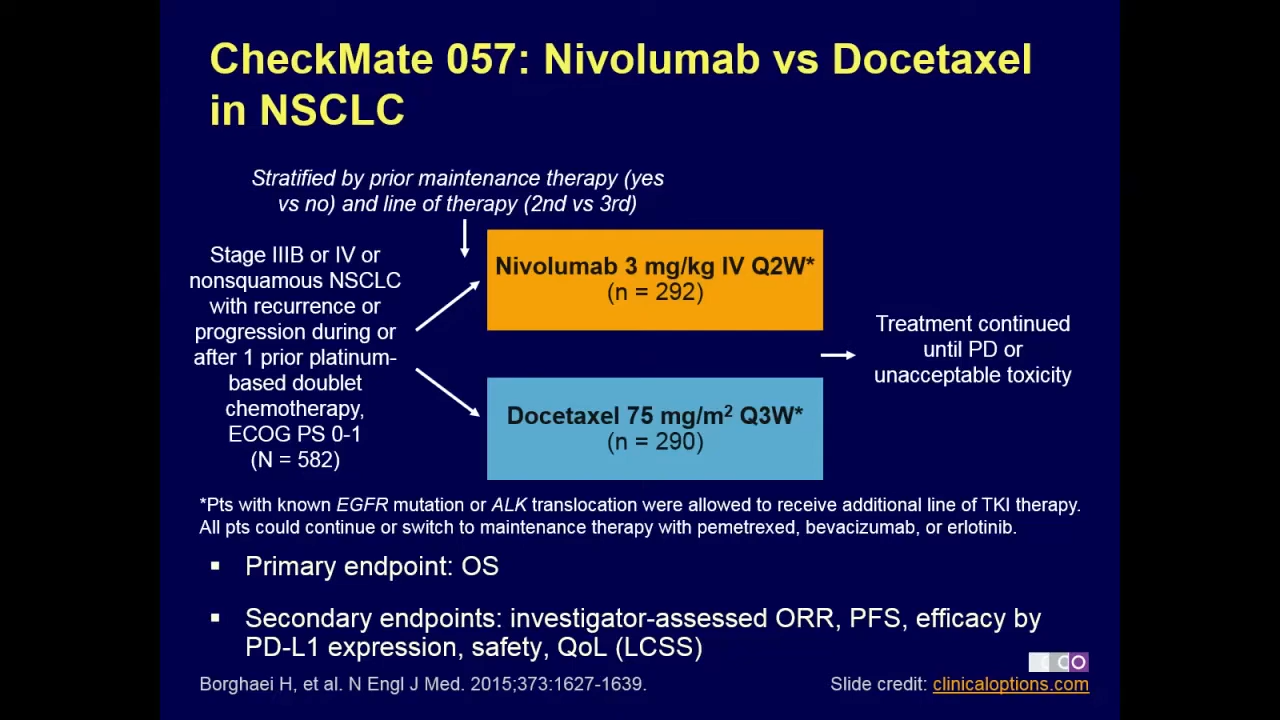 CheckMate 057: Nivolumab vs Docetaxel
in NSCLC
Stratified by prior maintenance therapy (yes
vs no) and line of therapy (2nd vs 3rd)
Stage IIIB or IV or
nonsquamous NSCLC
with recurrence or
progression during or
after 1 prior platinum-
based doublet
chemotherapy,
ECOG PS 0-1
(N = 582)
Nivolumab 3 mg/kg IV Q2W*
(n = 292)
Docetaxel 75 mg/m² Q3W*
(n = 290)
Treatment continued
until PD or
unacceptable toxicity
*Pts with known EGFR mutation or ALK translocation were allowed to receive additional line of TKI therapy.
All pts could continue or switch to maintenance therapy with pemetrexed, bevacizumab, or erlotinib.
▪ Primary endpoint: OS
▪ Secondary endpoints: investigator-assessed ORR, PFS, efficacy by
PD-L1 expression, safety, QoL (LCSS)
CCO
Borghaei H, et al. N Engl J Med. 2015;373:1627-1639.
Slide credit: clinicaloptions.com